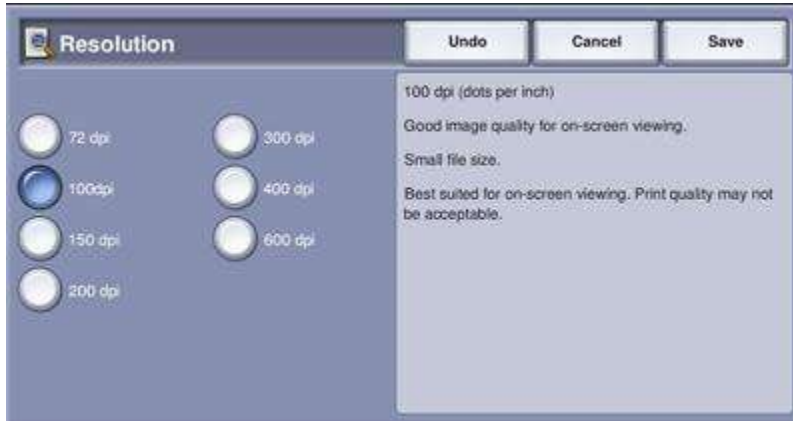 Resolution
Undo
Cancel
Save
72 dpi
100dpi
150 dpi
200 dpi
300 dpi
400 dpi
600 dpi
100 dpi (dots per inch)
Good image quality for on-screen viewing.
Small file size.
Best suited for on-screen viewing. Print quality may not
be acceptable.